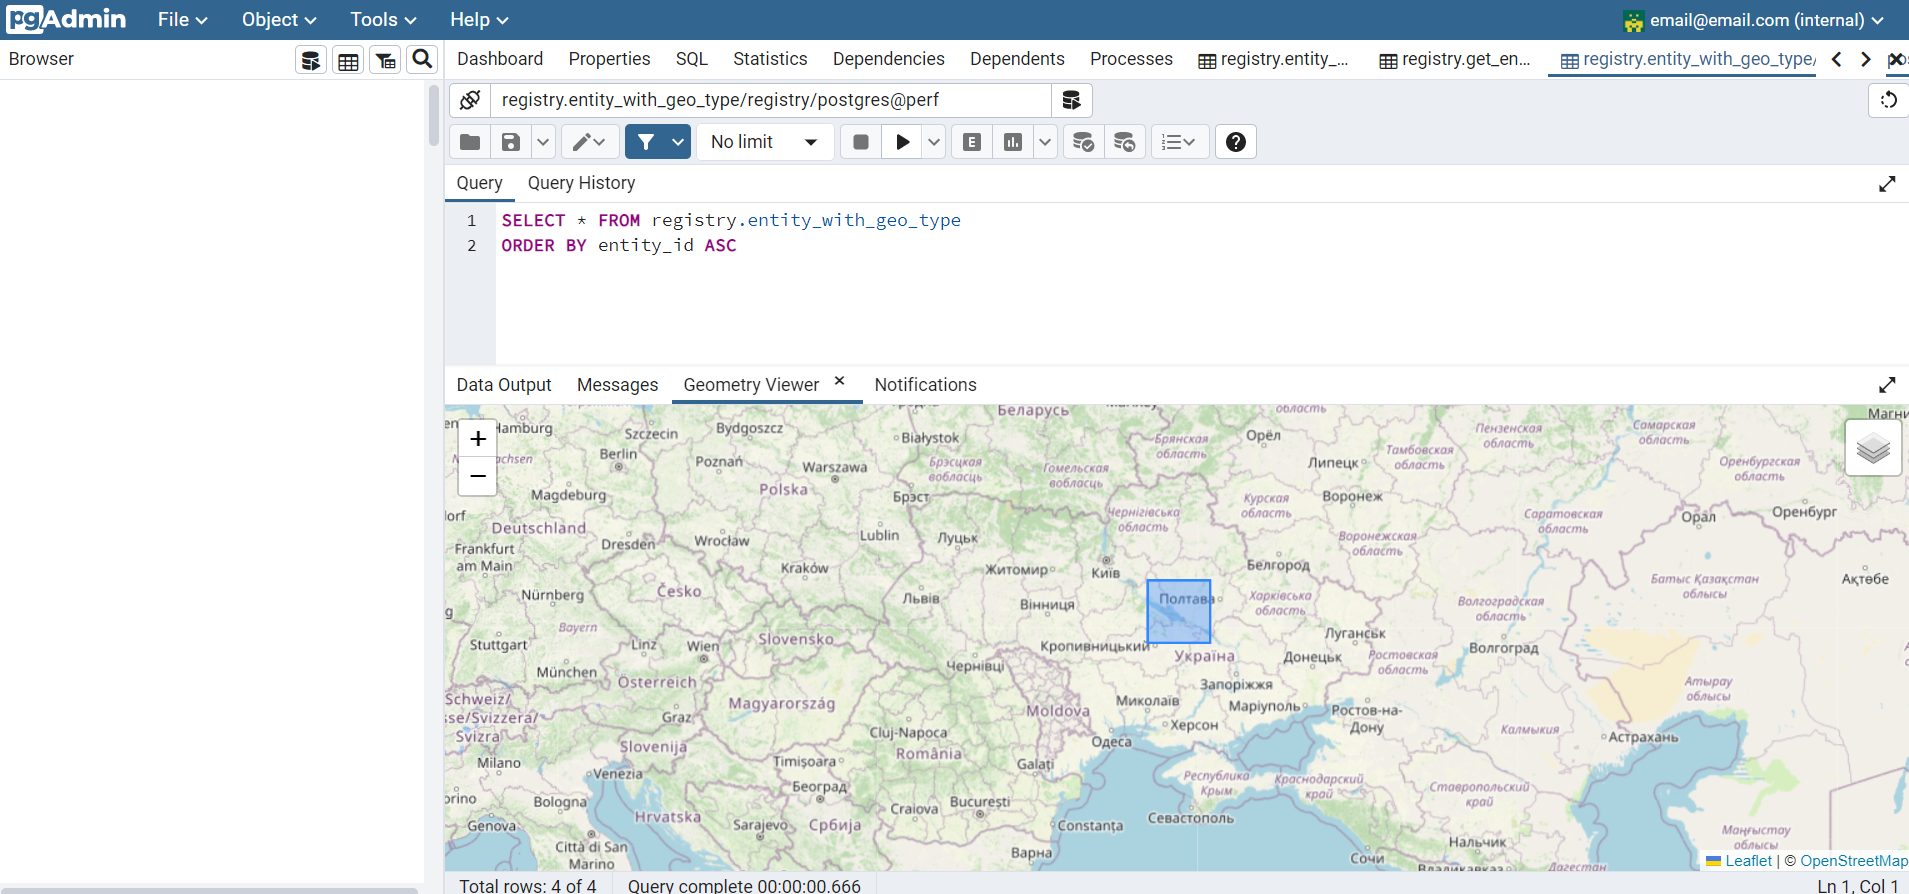 pgAdmin File Object Tools Help email@email.com (internal)
Browser
Dashboard Properties SQL Statistics Dependencies Dependents Processes registry.entity_... registry.get_en... registry.entity_with_geo_type/
registry.entity_with_geo_type/registry/postgres@perf
No limit E
Query Query History
1 SELECT * FROM registry.entity_with_geo_type
2 ORDER BY entity_id ASC
Data Output Messages Geometry Viewer × Notifications
+
−
Беларусь
область
Магни
Hamburg
Szczecin
Bydgoszcz
Białystok
Брянская область
Орёл
Пензенская область
Самарская область
Berlin
Poznań
Warszawa
Брэсцкая вобласць
Гомельская вобласць
Липецк
Тамбовская область
Оренбургская область
Magdeburg
Polska
Брэст
Курская область
Воронеж
Deutschland
Чернігівська область
Саратовская область
Орал
Оренбург
Dresden
Wrocław
Lublin
Луцьк
Воронежская область
Frankfurt am Main
Kraków
Житомир
Київ
Белгород
Батыс Қазақстан облысы
Ақтөбе
Nürnberg
Česko
Львів
Вінниця
Полтава
Харківська область
Волгоградская область
Bayern
Stuttgart
Linz
Wien
Slovensko
Кропивницький
Україна
Луганськ
Донецьк
Ростовская область
Волгоград
München
Österreich
Чернівці
Запоріжжя
Атырау облысы
Schweiz/
sse/Svizzera/
Svizra
Graz
Magyarország
Moldova
Миколаїв
Херсон
Маріуполь
Ростов-на-Дону
Калмыкия
Астрахань
Slovenija
Cluj-Napoca
România
Одеса
Milano
Venezia
Timișoara
Galați
Республика Крым
Краснодарский край
Ставропольский край
Београд
Bologna
Hrvatska
Craiova
București
Севастополь
Genova
Sarajevo
Србија
Constanța
Маңғыстау облысы
Città di San Marino
Варна
Сочи
Нальчик
Владикавказ
Дагестан
Leaflet | © OpenStreetMap
Total rows: 4 of 4 Query complete 00:00:00.666 Ln 1, Col 1